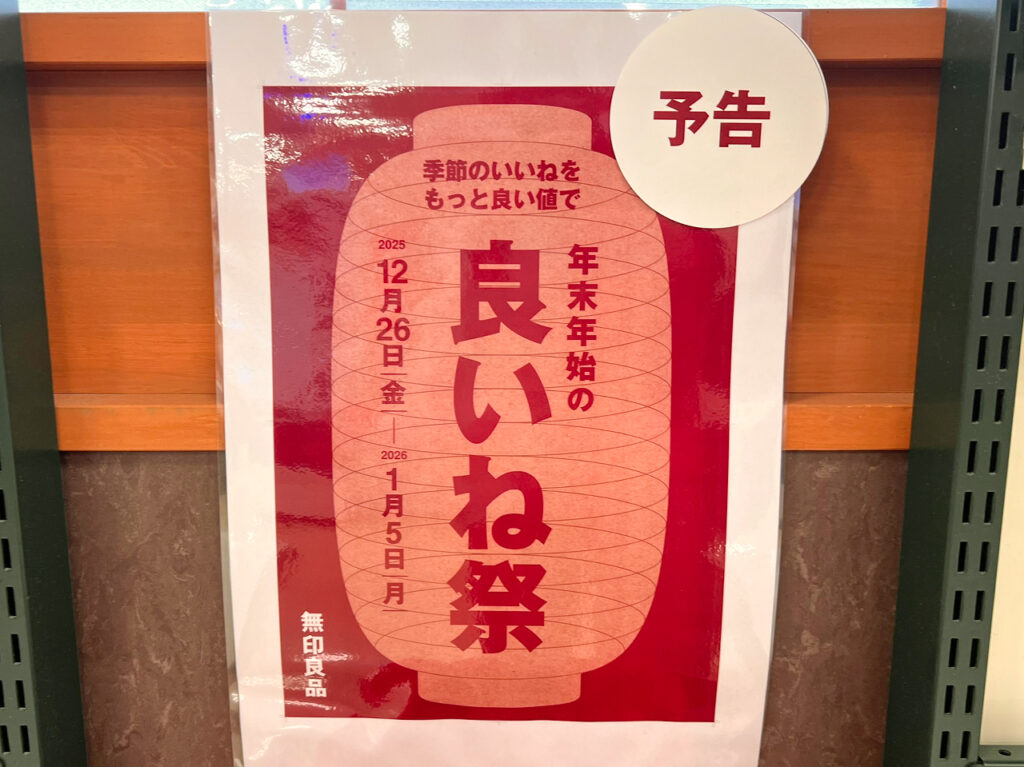 予告
季節のいいねを
もっと良い値で
年末年始の
良いね祭
2025
12月26日(金)
—
2026
1月5日(月)
無印良品